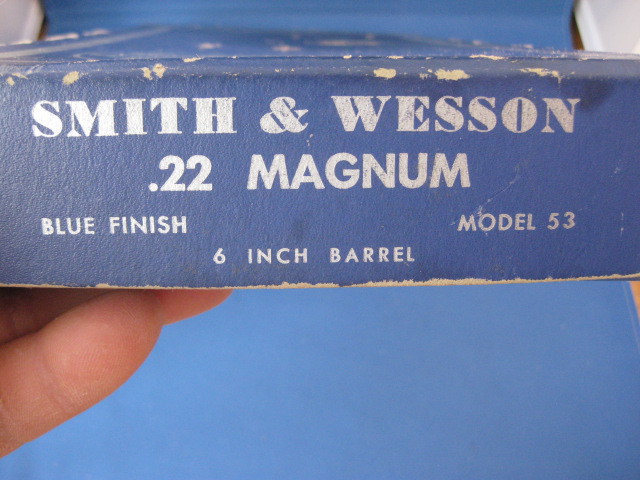 SMITH & WESSON
.22 MAGNUM
BLUE FINISH MODEL 53
6 INCH BARREL